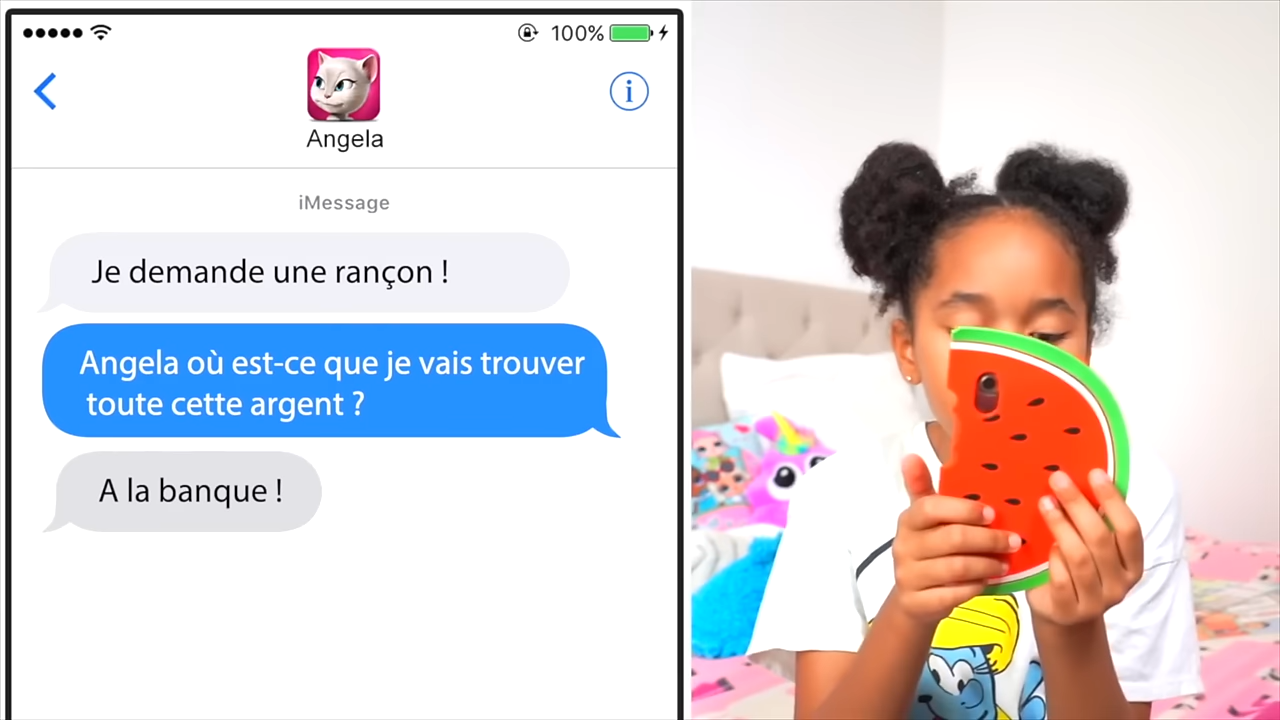 100%
Angela
iMessage
Je demande une rançon !
Angela où est-ce que je vais trouver
toute cette argent ?
A la banque !